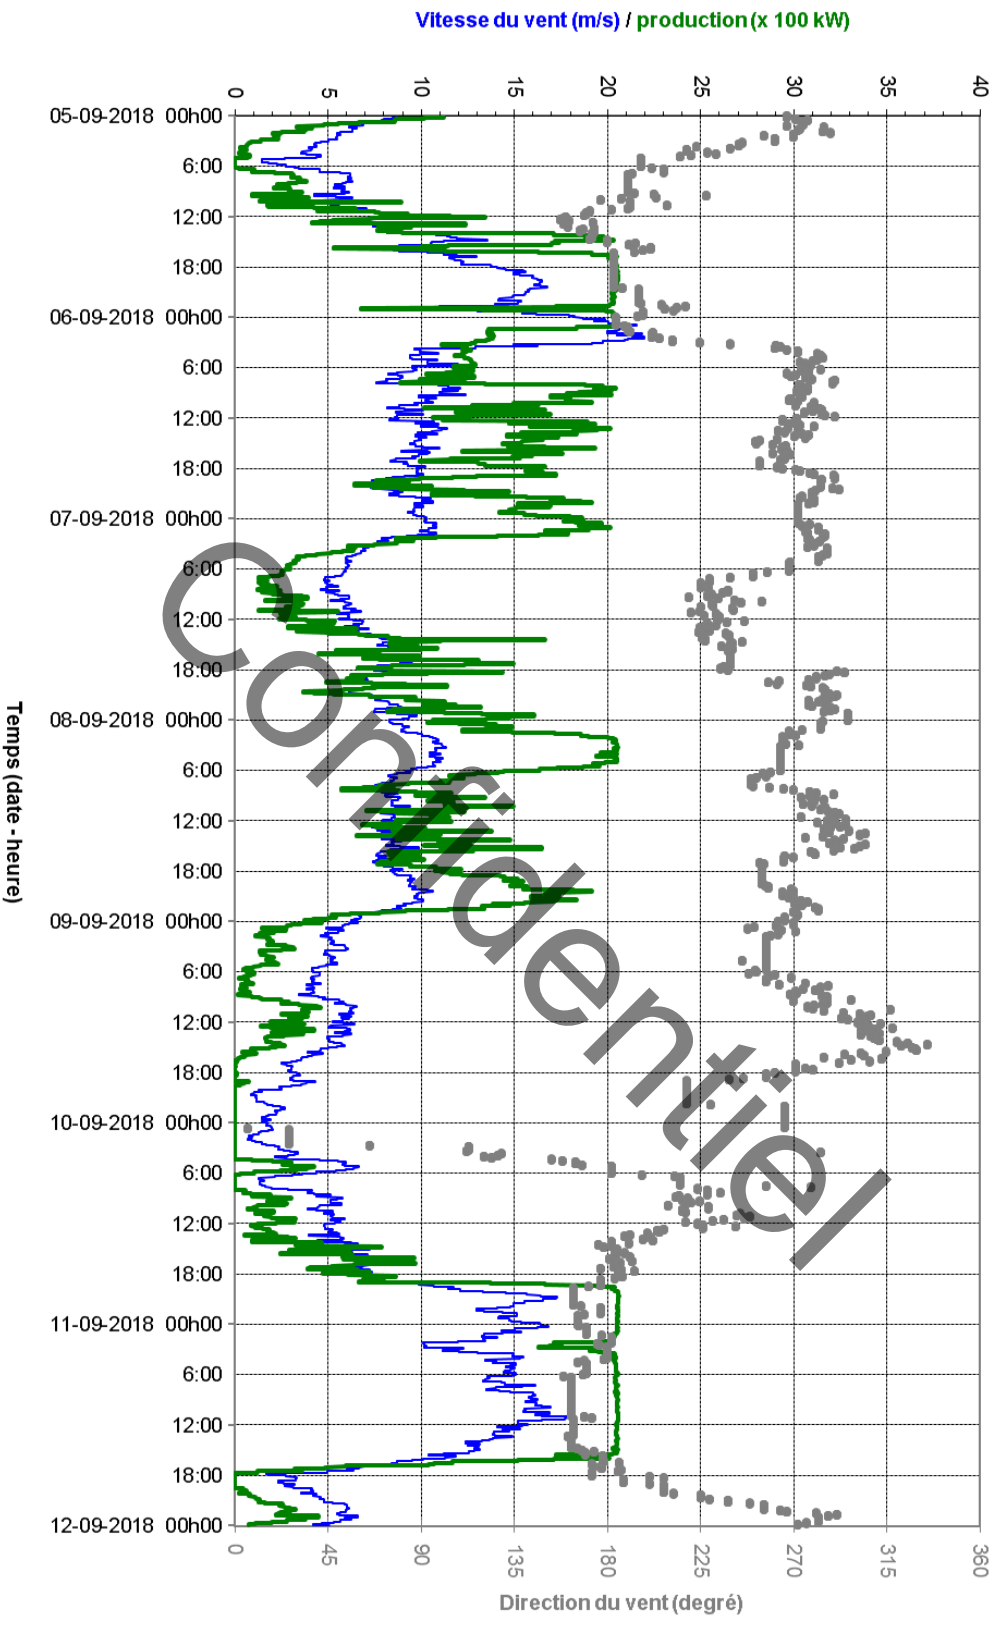 Vitesse du vent (m/s) / production (x 100 kW)
0 5 10 15 20 25 30 35 40
05-09-2018 00h00
6:00
12:00
18:00
06-09-2018 00h00
6:00
12:00
18:00
07-09-2018 00h00
6:00
12:00
18:00
08-09-2018 00h00
6:00
12:00
18:00
09-09-2018 00h00
6:00
12:00
18:00
10-09-2018 00h00
6:00
12:00
18:00
11-09-2018 00h00
6:00
12:00
18:00
12-09-2018 00h00
Temps (date - heure)
0 45 90 135 180 225 270 315 360
Direction du vent (degré)
Confidentiel